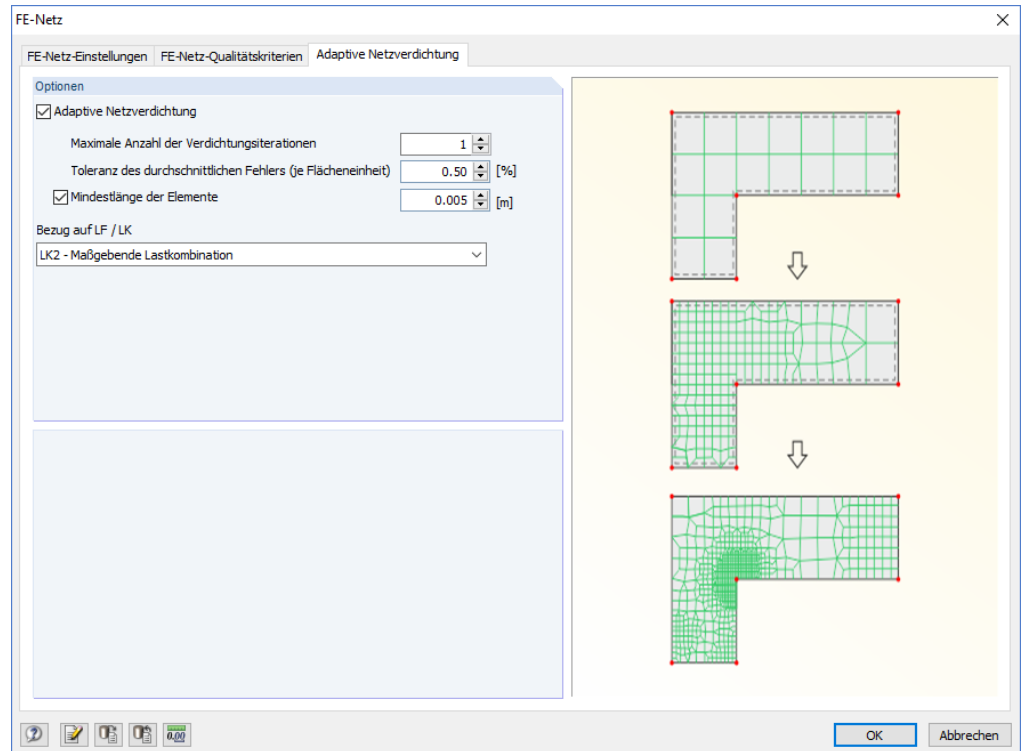 FE-Netz
FE-Netz-Einstellungen FE-Netz-Qualitätskriterien Adaptive Netzverdichtung
Optionen
Adaptive Netzverdichtung
Maximale Anzahl der Verdichtungsiterationen 1
Toleranz des durchschnittlichen Fehlers (je Flächeneinheit) 0.50 [%]
Mindestlänge der Elemente 0.005 [m]
Bezug auf LF / LK
LK2 - Maßgebende Lastkombination
0.00
OK Abbrechen